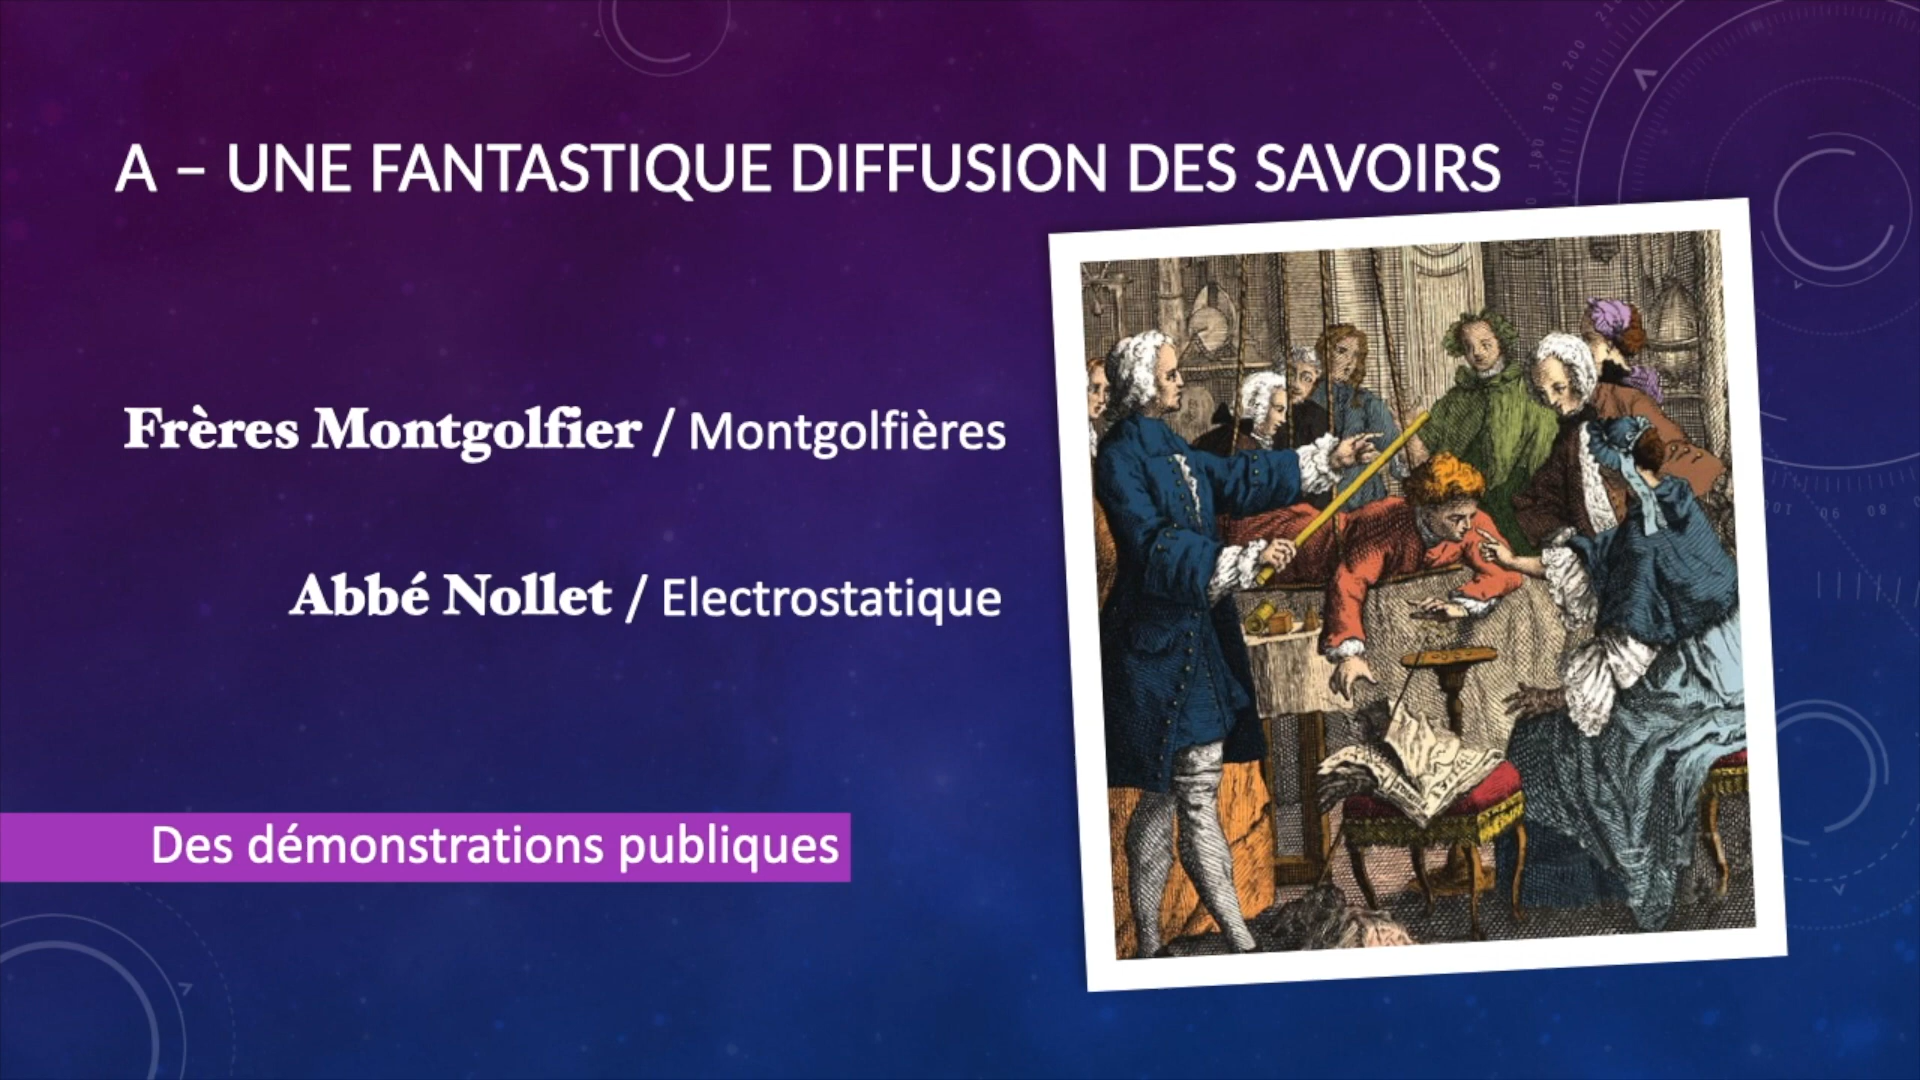 A – UNE FANTASTIQUE DIFFUSION DES SAVOIRS
Frères Montgolfier / Montgolfières
Abbé Nollet / Electrostatique
Des démonstrations publiques